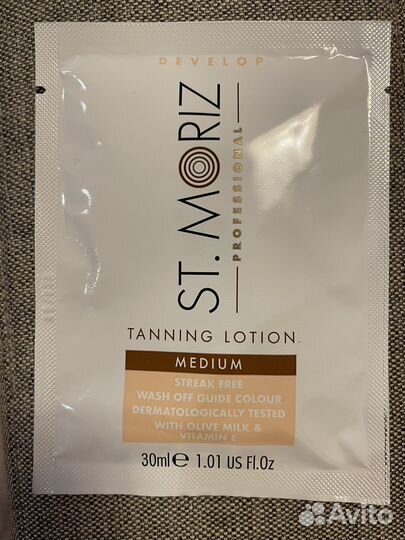 DEVELOP
ST. MORIZ
PROFESSIONAL
TANNING LOTION
MEDIUM
STREAK FREE
WASH OFF GUIDE COLOUR
DERMATOLOGICALLY TESTED
WITH OLIVE MILK &
VITAMIN E
30ml e 1.01 US Fl.Oz
Avito